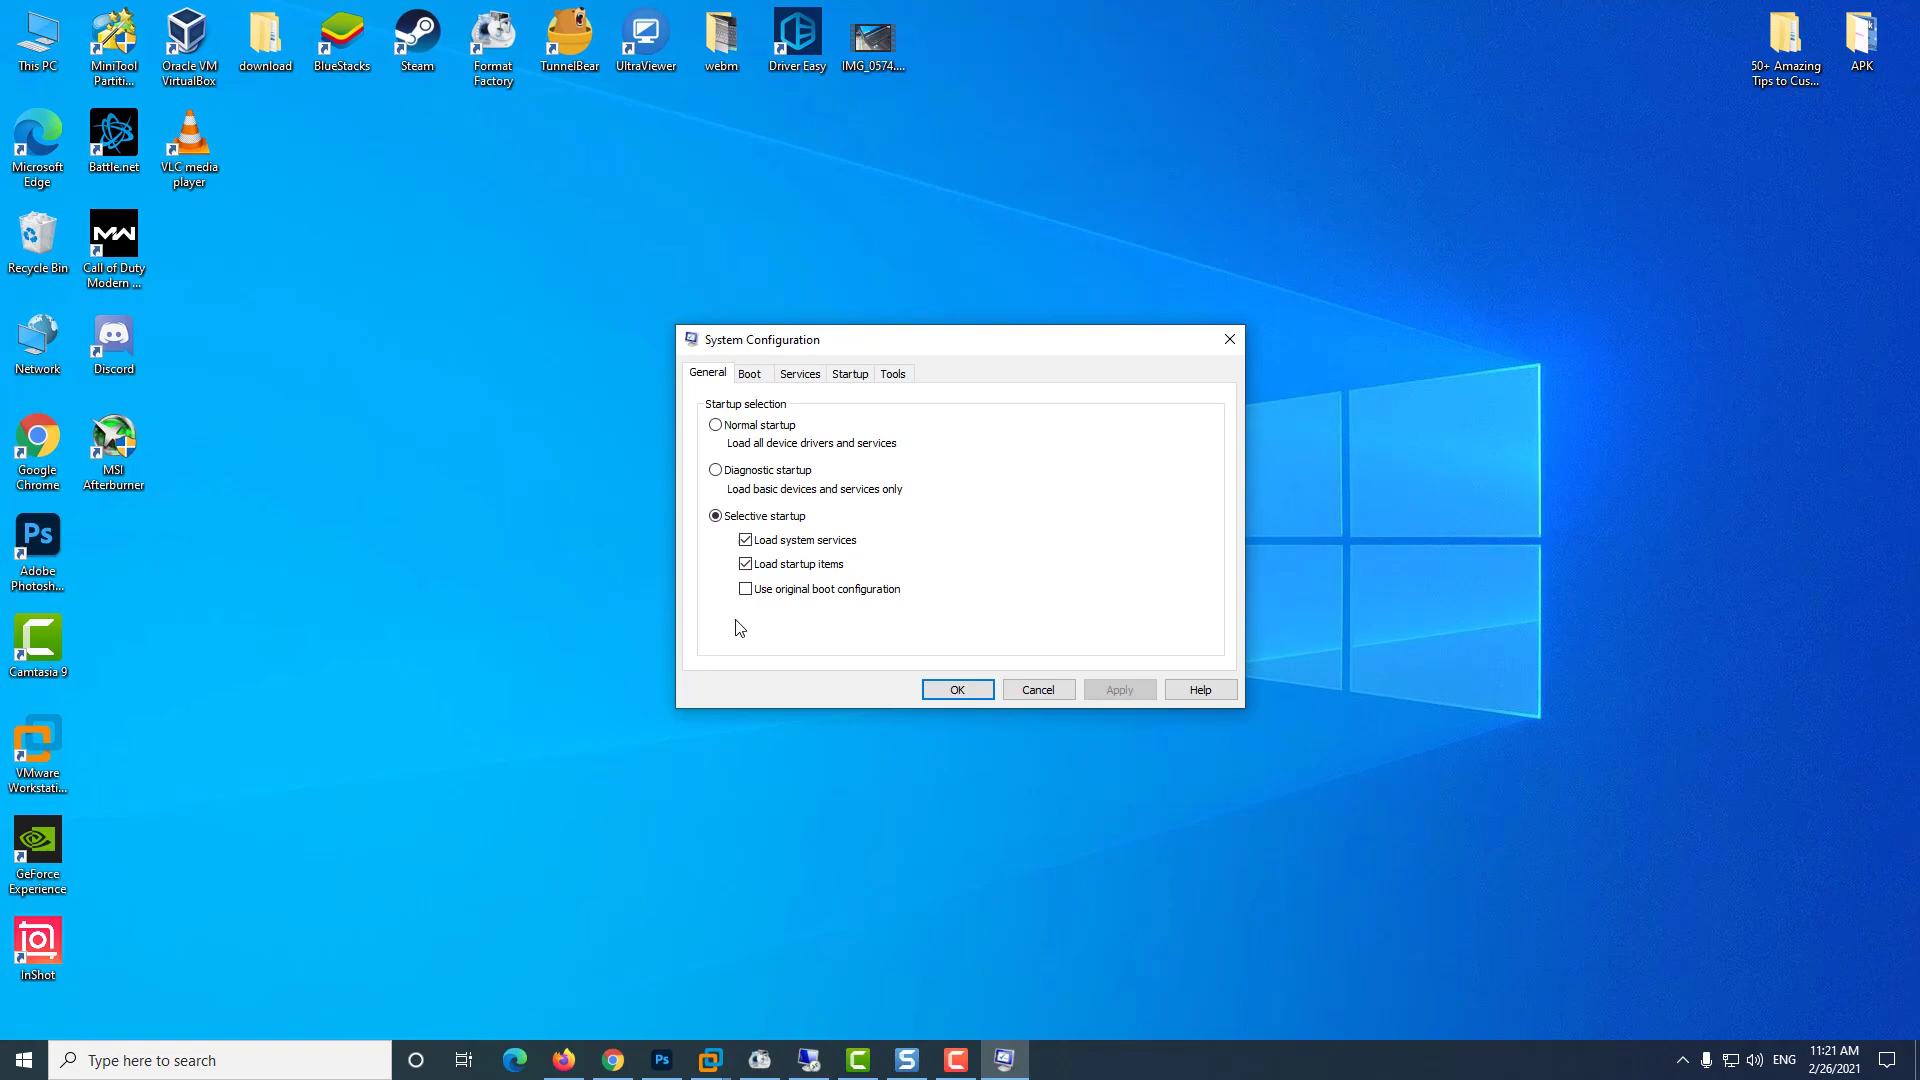 This PC
MiniTool
Partiti...
Oracle VM
VirtualBox
download
BlueStacks
Steam
Format
Factory
TunnelBear
UltraViewer
webm
Driver Easy
IMG_0574....
50+ Amazing
Tips to Cus...
APK
Microsoft
Edge
Battle.net
VLC media
player
Recycle Bin
MW
Call of Duty
Modern ...
Network
Discord
Google
Chrome
MSI
Afterburner
Ps
Adobe
Photosh...
Camtasia 9
VMware
Workstati...
GeForce
Experience
InShot
System Configuration
General
Boot
Services
Startup
Tools
Startup selection
Normal startup
Load all device drivers and services
Diagnostic startup
Load basic devices and services only
Selective startup
Load system services
Load startup items
Use original boot configuration
OK
Cancel
Apply
Help
Type here to search
Ps
ENG
11:21 AM
2/26/2021